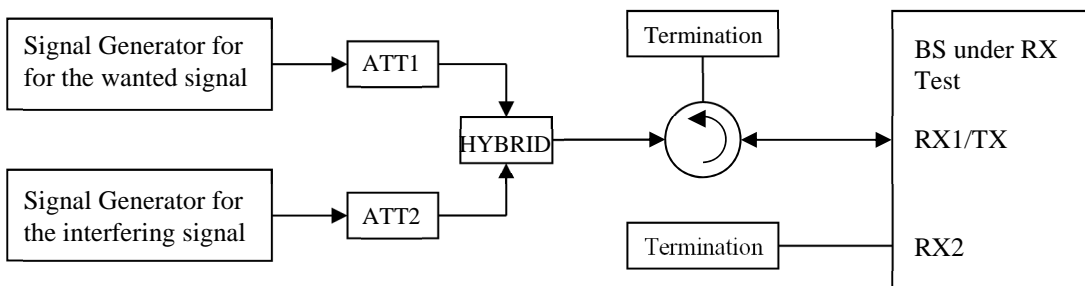 Signal Generator for
for the wanted signal
ATT1
Termination
BS under RX
Test
HYBRID
RX1/TX
Signal Generator for
the interfering signal
ATT2
Termination
RX2